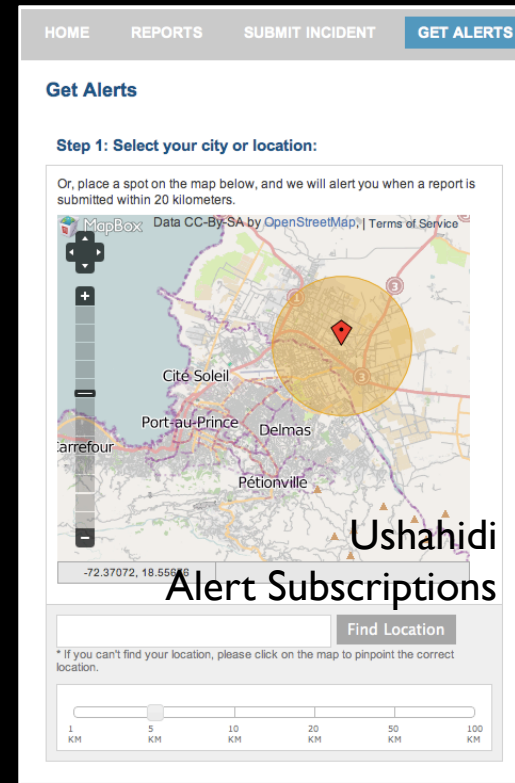 HOME REPORTS SUBMIT INCIDENT GET ALERTS
Get Alerts
Step 1: Select your city or location:
Or, place a spot on the map below, and we will alert you when a report is
submitted within 20 kilometers.
MapBox Data CC-By-SA by OpenStreetMap, | Terms of Service
1
3
Cité Soleil
3
Port-au-Prince
Delmas
arrefour
Pétionville
Ushahidi
-72.37072,
Alert Subscriptions
Find Location
* If you can't find your location, please click on the map to pinpoint the correct
location.
1 5 10 20 50 100
KM KM KM KM KM KM